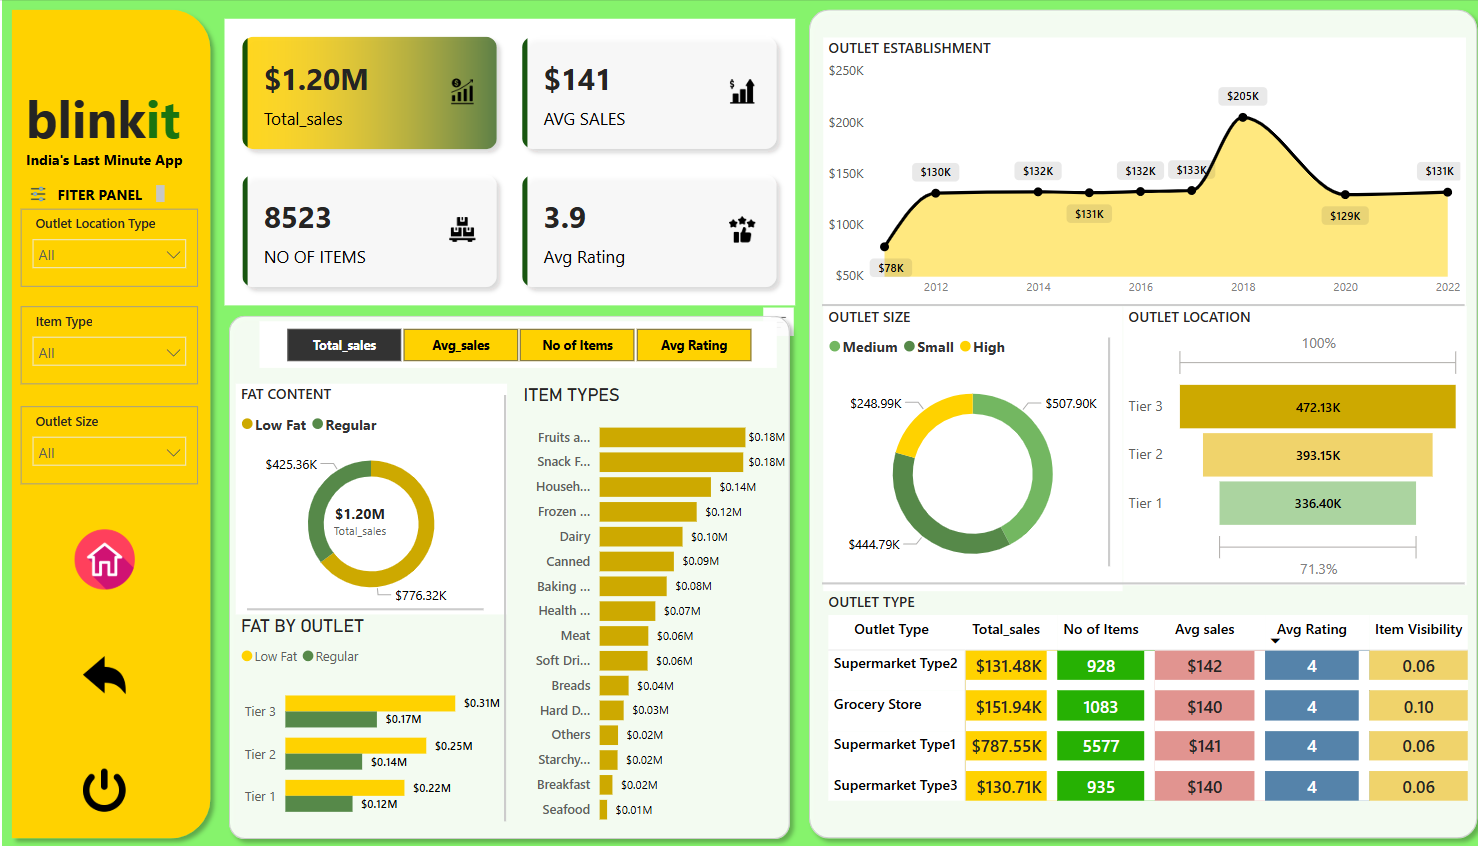 blinkit
India's Last Minute App
FITER PANEL
Outlet Location Type
All
Item Type
All
Outlet Size
All
$1.20M
Total_sales
$141
AVG SALES
8523
NO OF ITEMS
3.9
Avg Rating
Total_sales Avg_sales No of Items Avg Rating
FAT CONTENT
Low Fat Regular
$425.36K
$1.20M
Total_sales
$776.32K
FAT BY OUTLET
Low Fat Regular
Tier 3 $0.31M
$0.17M
Tier 2 $0.25M
$0.14M
Tier 1 $0.22M
$0.12M
ITEM TYPES
Fruits a... $0.18M
Snack F... $0.18M
Househ... $0.14M
Frozen ... $0.12M
Dairy $0.10M
Canned $0.09M
Baking ... $0.08M
Health ... $0.07M
Meat $0.06M
Soft Dri... $0.06M
Breads $0.04M
Hard D... $0.03M
Others $0.02M
Starchy... $0.02M
Breakfast $0.02M
Seafood $0.01M
OUTLET ESTABLISHMENT
$250K
$200K
$150K
$100K
$50K
$78K
$130K
$132K
$131K
$132K
$133K
$205K
$129K
$131K
2012 2014 2016 2018 2020 2022
OUTLET SIZE
Medium Small High
$248.99K
$507.90K
$444.79K
OUTLET LOCATION
100%
Tier 3 472.13K
Tier 2 393.15K
Tier 1 336.40K
71.3%
OUTLET TYPE
Outlet Type Total_sales No of Items Avg sales Avg Rating Item Visibility
Supermarket Type2 $131.48K 928 $142 4 0.06
Grocery Store $151.94K 1083 $140 4 0.10
Supermarket Type1 $787.55K 5577 $141 4 0.06
Supermarket Type3 $130.71K 935 $140 4 0.06